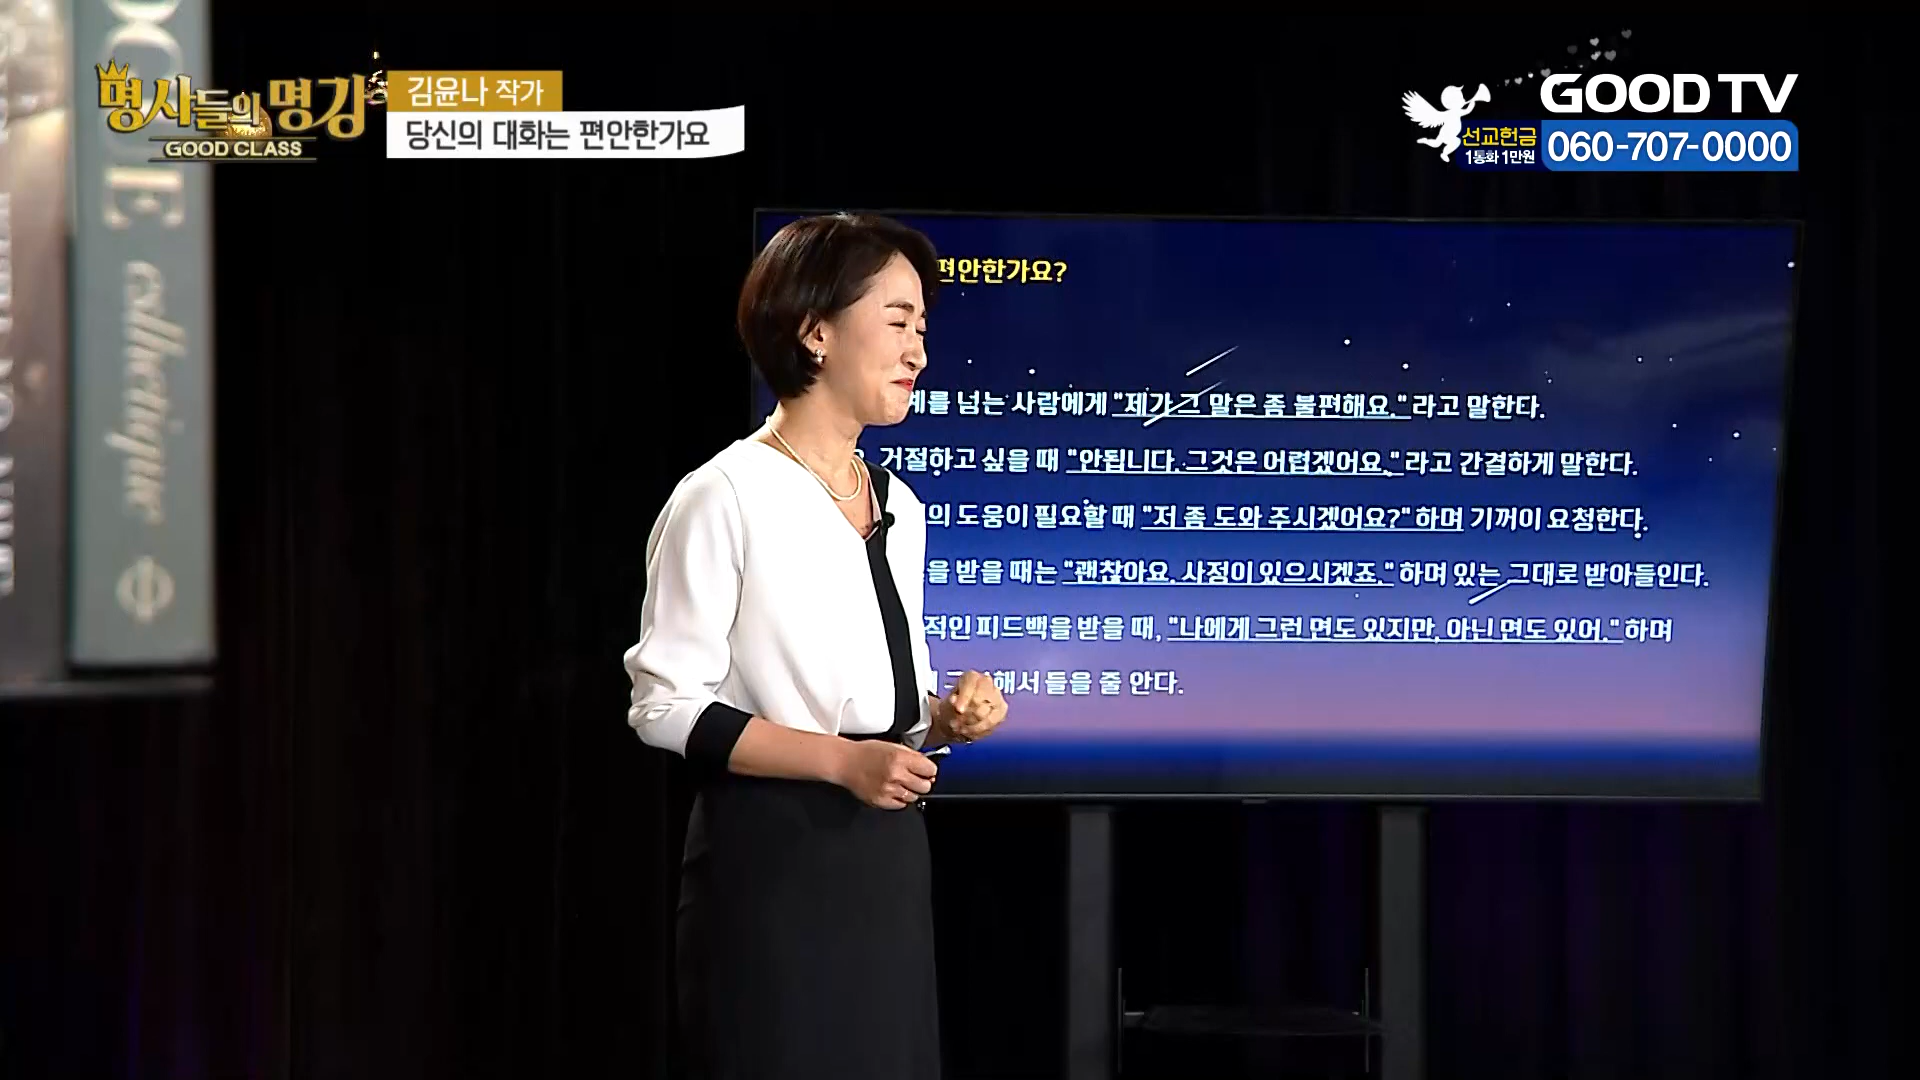 명사들의 명강
GOOD CLASS
김윤나 작가
당신의 대화는 편안한가요
GOODTV
선교헌금
1통화 1만원
060-707-0000
편안한가요?
계를 넘는 사람에게 "제가 그 말은 좀 불편해요."라고 말한다.
거절하고 싶을 때 "안됩니다. 그것은 어렵겠어요."라고 간결하게 말한다.
의 도움이 필요할 때 "저 좀 도와 주시겠어요?"하며 기꺼이 요청한다.
을 받을 때는 "괜찮아요. 사정이 있으시겠죠." 하며 있는 그대로 받아들인다.
적인 피드백을 받을 때, "나에게 그런 면도 있지만, 아닌 면도 있어."하며
해서 들을 줄 안다.
esthetique